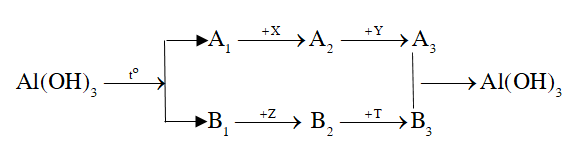 A₁ +X A₂ +Y A₃
Al(OH)₃ t° Al(OH)₃
B₁ +Z B₂ +T B₃